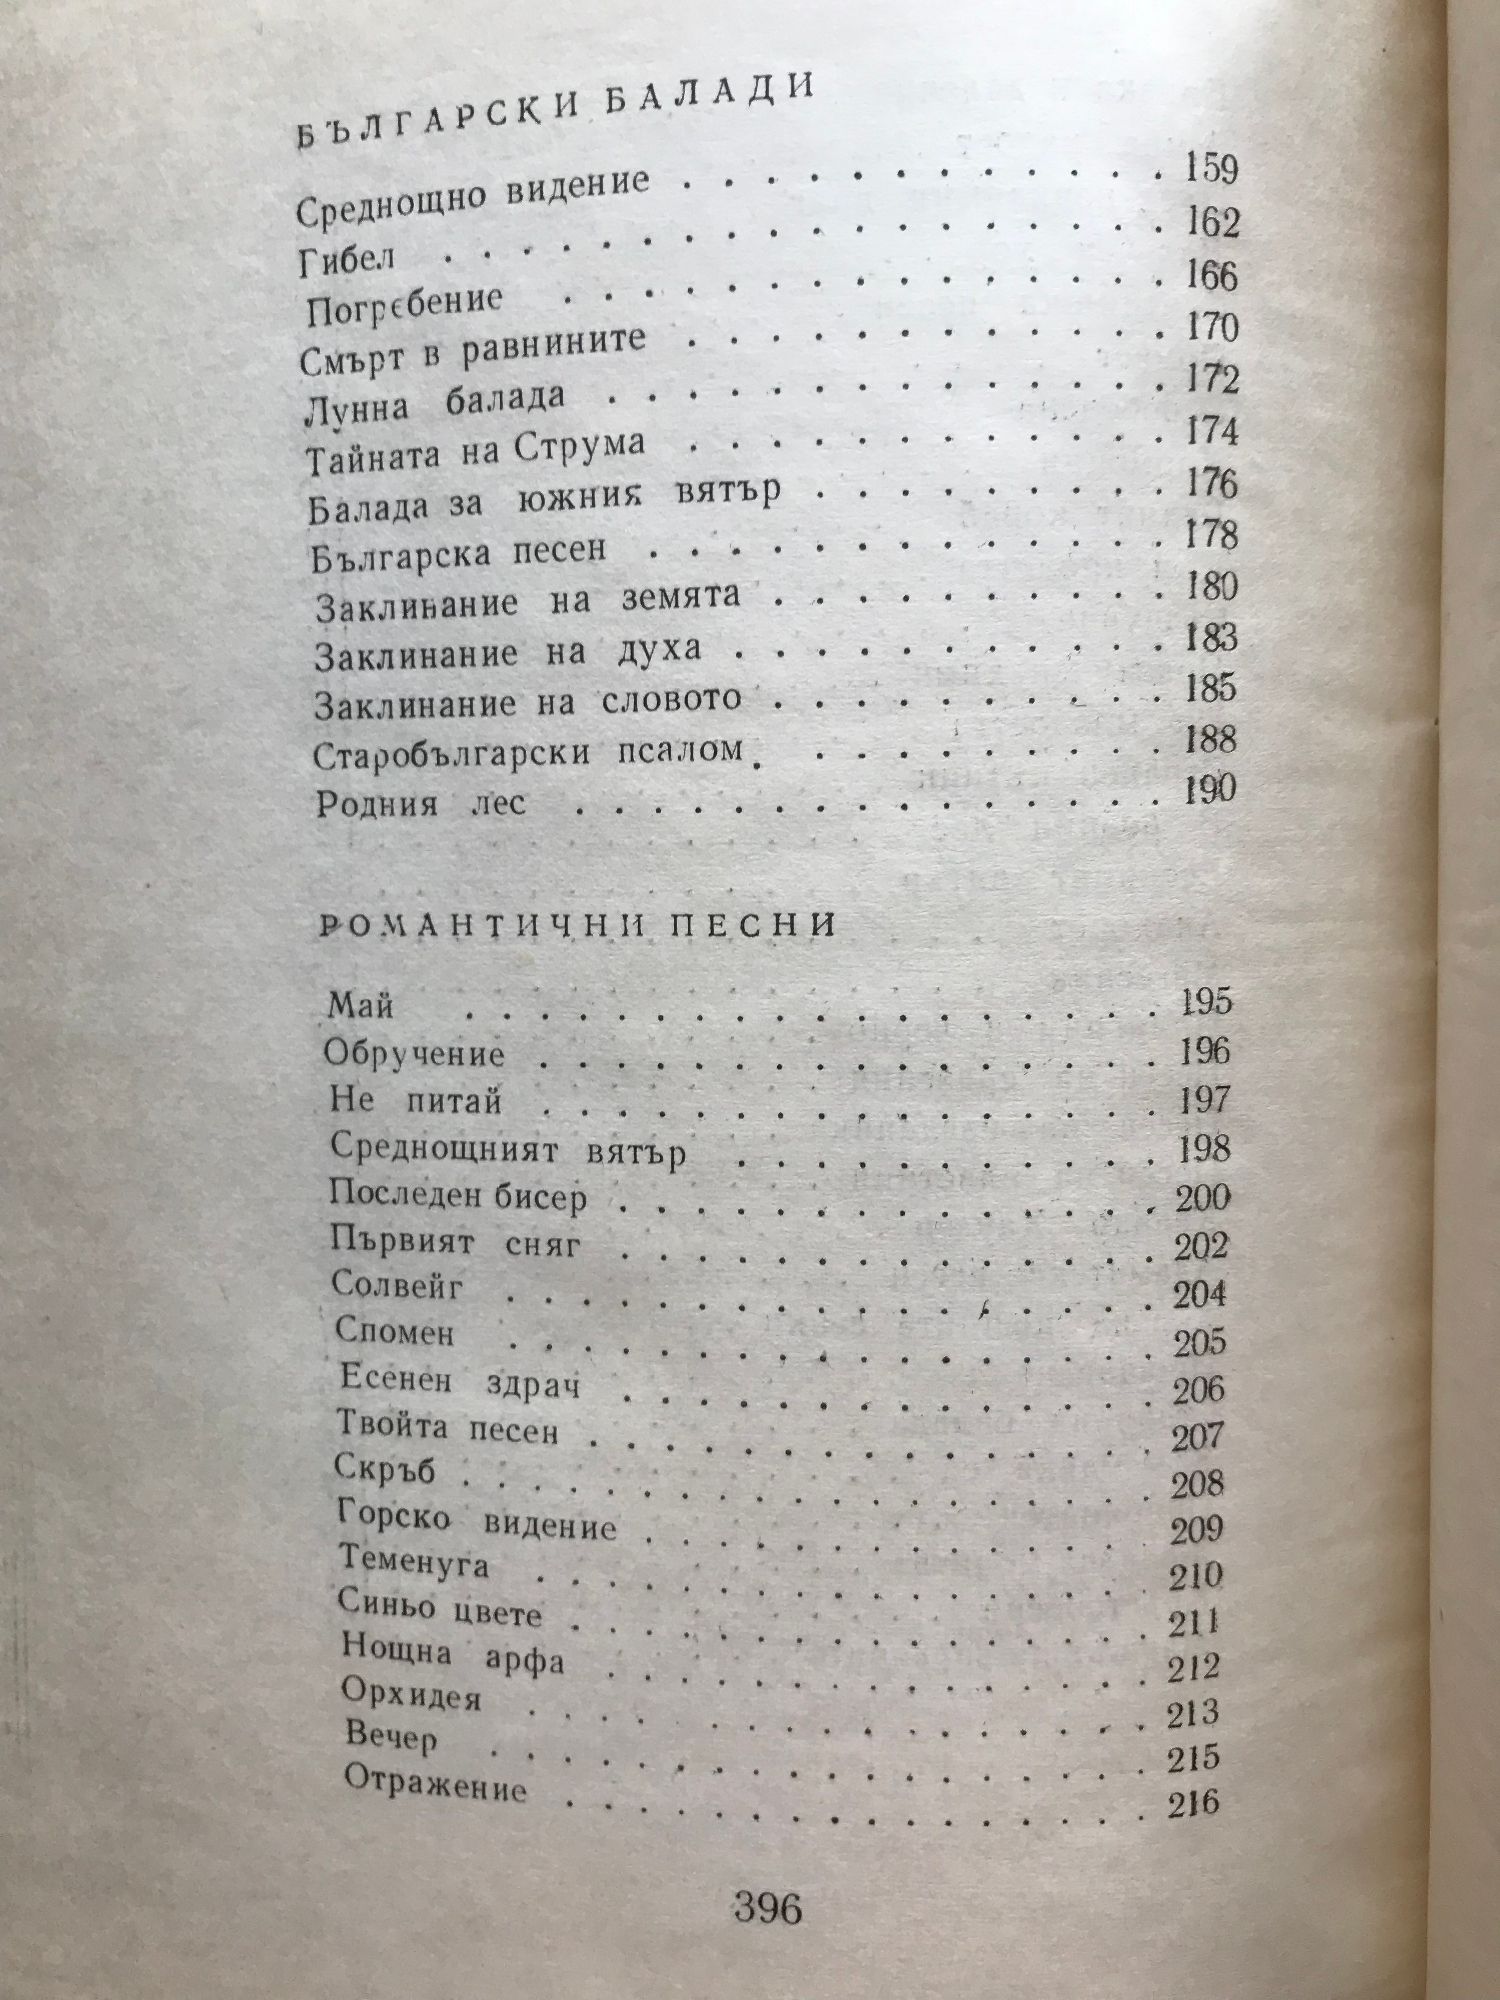 БЪЛГАРСКИ БАЛАДИ
Среднощно видение . . . . . . . . . . . . 159
Гибел . . . . . . . . . . . . . . . . . . 162
Погребение . . . . . . . . . . . . . . . 166
Смърт в равнините . . . . . . . . . . . . 170
Лунна балада . . . . . . . . . . . . . . 172
Тайната на Струма . . . . . . . . . . . . 174
Балада за южния вятър . . . . . . . . . 176
Българска песен . . . . . . . . . . . . . 178
Заклинание на земята . . . . . . . . . . 180
Заклинание на духа . . . . . . . . . . . 183
Заклинание на словото . . . . . . . . . . 185
Старобългарски псалом . . . . . . . . . . 188
Родния лес . . . . . . . . . . . . . . . 190
РОМАНТИЧНИ ПЕСНИ
Май . . . . . . . . . . . . . . . . . . 195
Обручение . . . . . . . . . . . . . . . . 196
Не питай . . . . . . . . . . . . . . . . 197
Среднощният вятър . . . . . . . . . . . 198
Последен бисер . . . . . . . . . . . . . . 200
Първият сняг . . . . . . . . . . . . . . 202
Солвейг . . . . . . . . . . . . . . . . . 204
Спомен . . . . . . . . . . . . . . . . . 205
Есенен здрач . . . . . . . . . . . . . . 206
Твойта песен . . . . . . . . . . . . . . . 207
Скръб . . . . . . . . . . . . . . . . . . 208
Горско видение . . . . . . . . . . . . . . 209
Теменуга . . . . . . . . . . . . . . . . 210
Синьо цвете . . . . . . . . . . . . . . . 211
Нощна арфа . . . . . . . . . . . . . . . 212
Орхидея . . . . . . . . . . . . . . . . 213
Вечер . . . . . . . . . . . . . . . . . . 215
Отражение . . . . . . . . . . . . . . . . 216
396